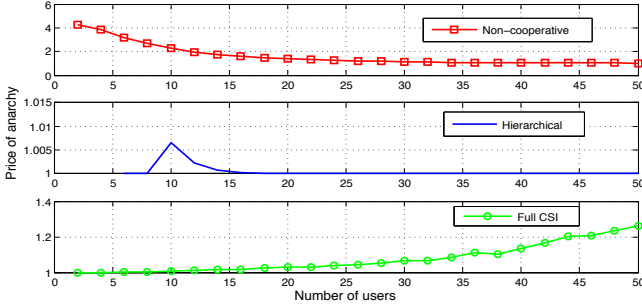 6
4
2
0
0 5 10 15 20 25 30 35 40 45 50
Non-cooperative
Price of anarchy
1.015
1.01
1.005
1
0 5 10 15 20 25 30 35 40 45 50
Hierarchical
1.4
1.2
1
0 5 10 15 20 25 30 35 40 45 50
Full CSI
Number of users